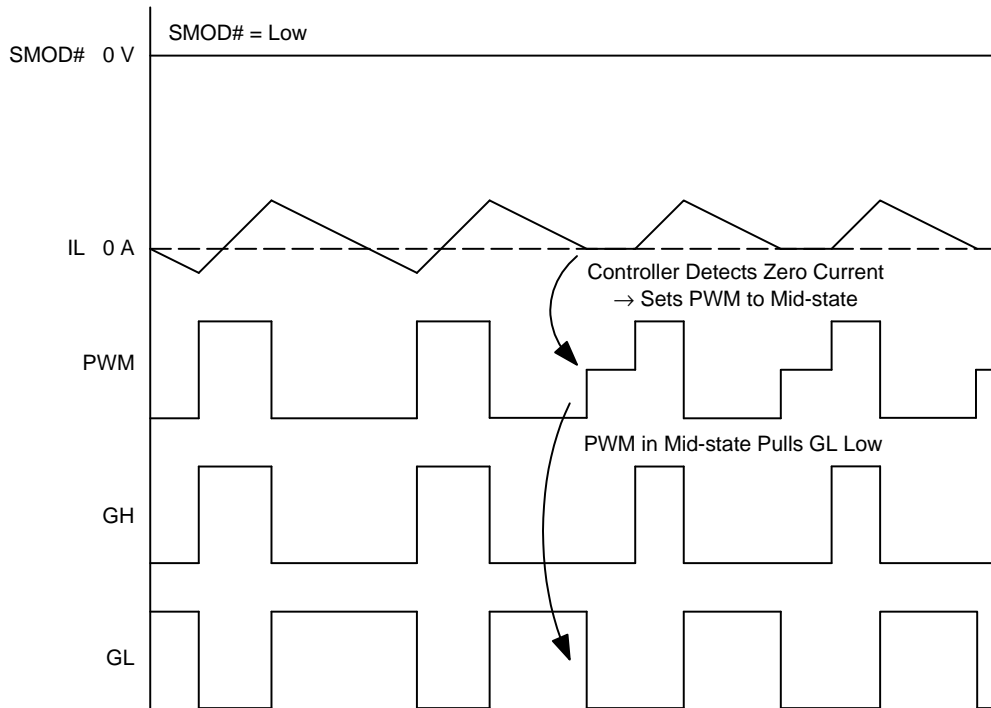 SMOD# = Low
SMOD# 0 V
IL 0 A
Controller Detects Zero Current
→ Sets PWM to Mid-state
PWM
PWM in Mid-state Pulls GL Low
GH
GL